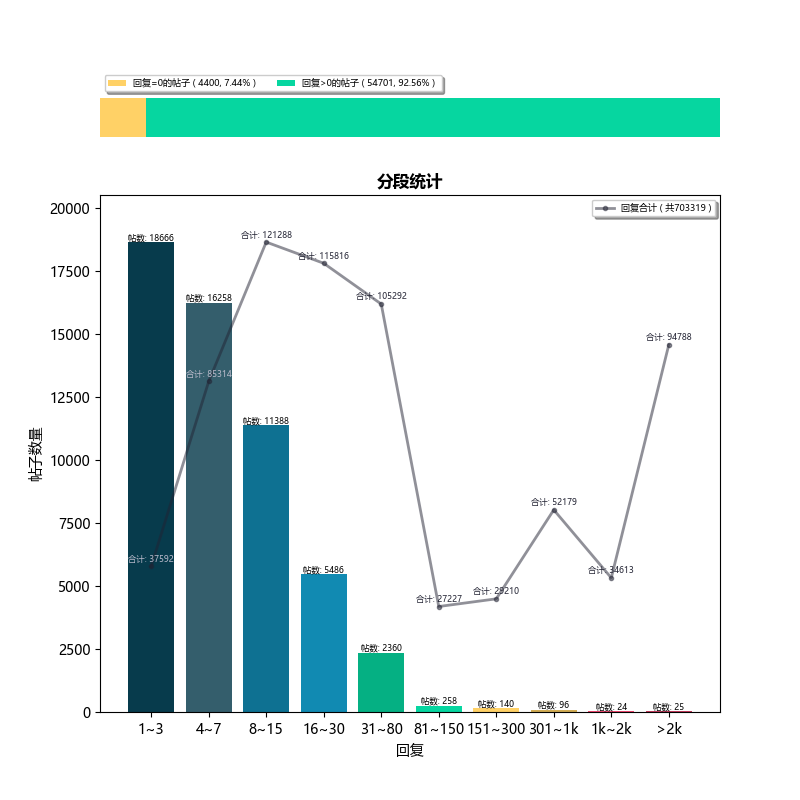 回复=0的帖子 ( 4400, 7.44% ) 回复>0的帖子 ( 54701, 92.56% )
分段统计
回复合计 ( 共703319 )
20000
17500
15000
12500
10000
7500
5000
2500
0
帖子数量
帖数: 18666
帖数: 16258
帖数: 11388
帖数: 5486
帖数: 2360
帖数: 258
帖数: 140
帖数: 96
帖数: 24
帖数: 25
合计: 37592
合计: 85314
合计: 121288
合计: 115816
合计: 105292
合计: 27227
合计: 29210
合计: 52179
合计: 34613
合计: 94788
1~3 4~7 8~15 16~30 31~80 81~150 151~300 301~1k 1k~2k >2k
回复